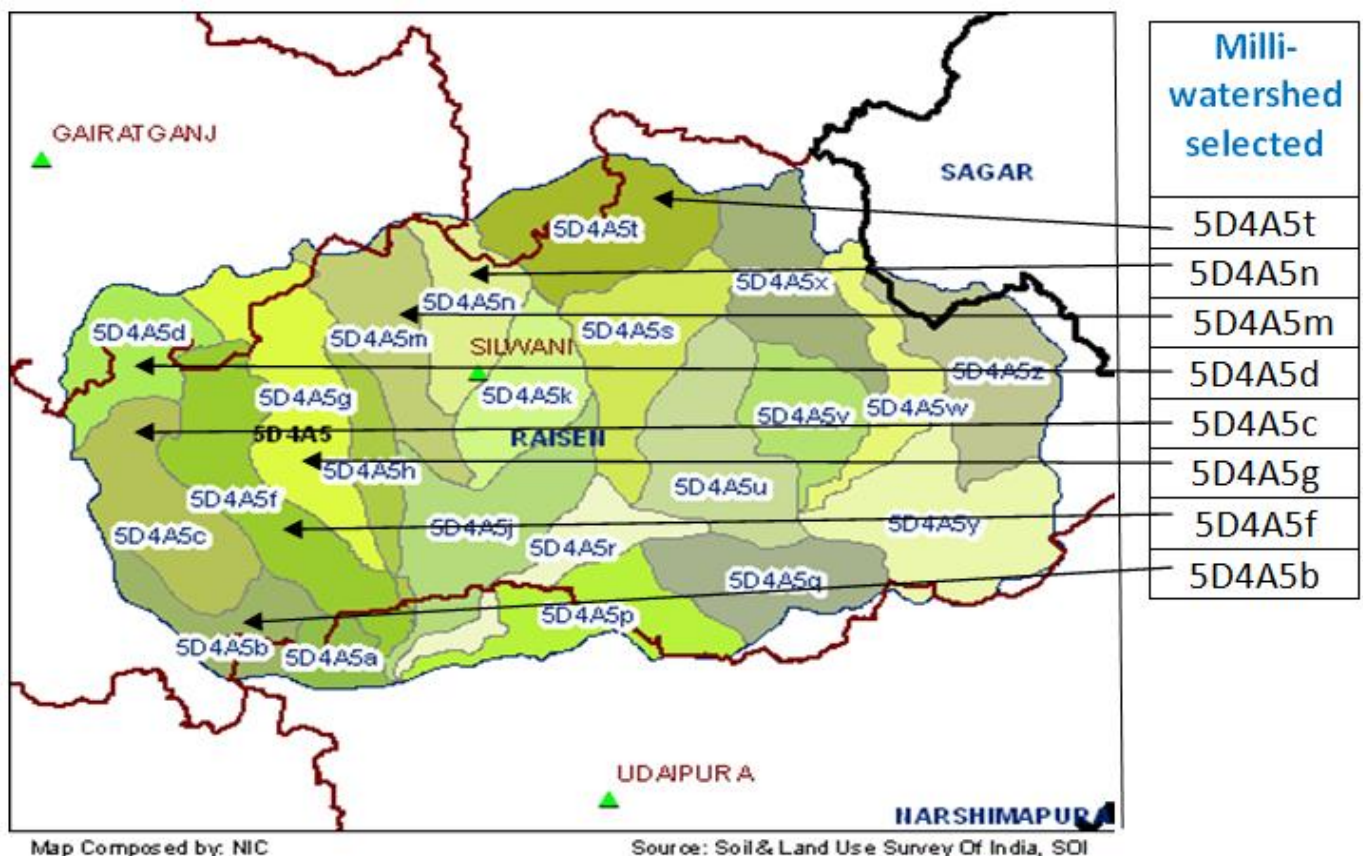 Milli-
watershed
selected
5D4A5t
5D4A5n
5D4A5m
5D4A5d
5D4A5c
5D4A5g
5D4A5f
5D4A5b
GAIRATGANJ
SAGAR
5D4A5t
5D4A5x
5D4A5n
5D4A5d
5D4A5m
SILWANI
5D4A5s
5D4A5z
5D4A5g
5D4A5k
5D4A5v
5D4A5w
5D4A5
RAISEN
5D4A5h
5D4A5f
5D4A5u
5D4A5c
5D4A5j
5D4A5r
5D4A5y
5D4A5q
5D4A5p
5D4A5b
5D4A5a
UDAIPURA
NARSHIMAPURA
Map Composed by: NIC
Source: Soil & Land Use Survey Of India, SOI